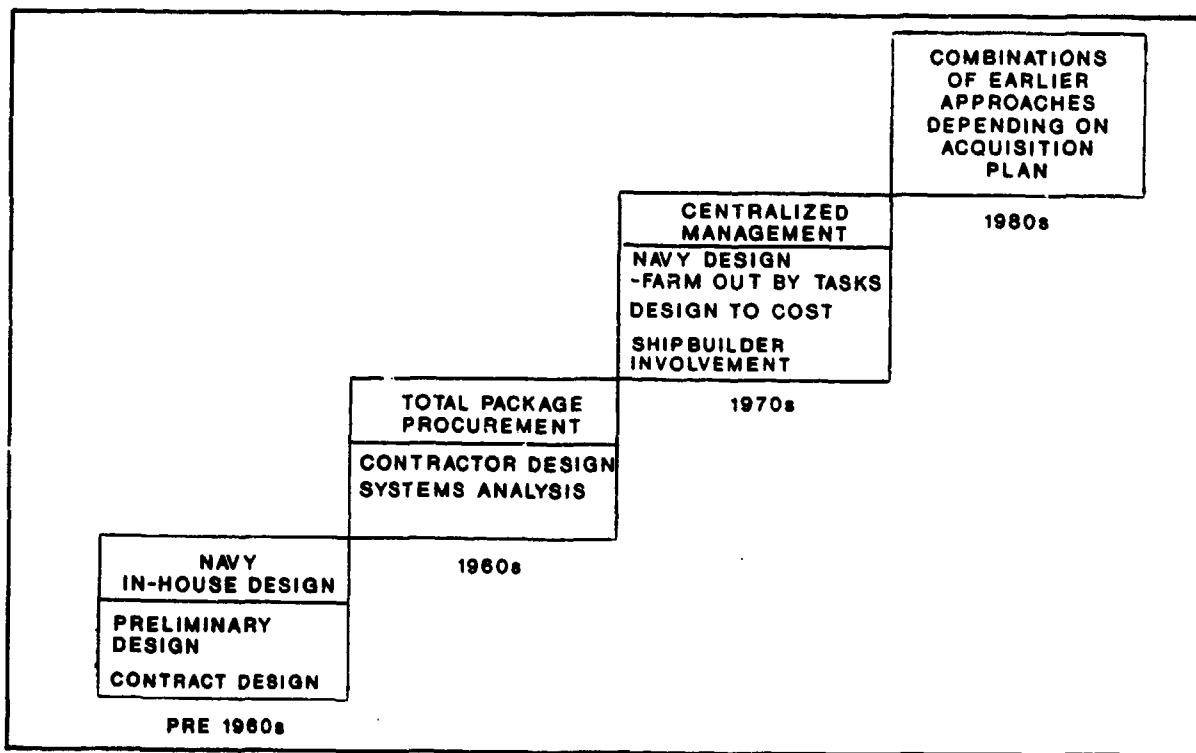 COMBINATIONS
OF EARLIER
APPROACHES
DEPENDING ON
ACQUISITION
PLAN
1980s
CENTRALIZED
MANAGEMENT
NAVY DESIGN
-FARM OUT BY TASKS
DESIGN TO COST
SHIPBUILDER
INVOLVEMENT
1970s
TOTAL PACKAGE
PROCUREMENT
CONTRACTOR DESIGN
SYSTEMS ANALYSIS
1960s
NAVY
IN-HOUSE DESIGN
PRELIMINARY
DESIGN
CONTRACT DESIGN
PRE 1960s